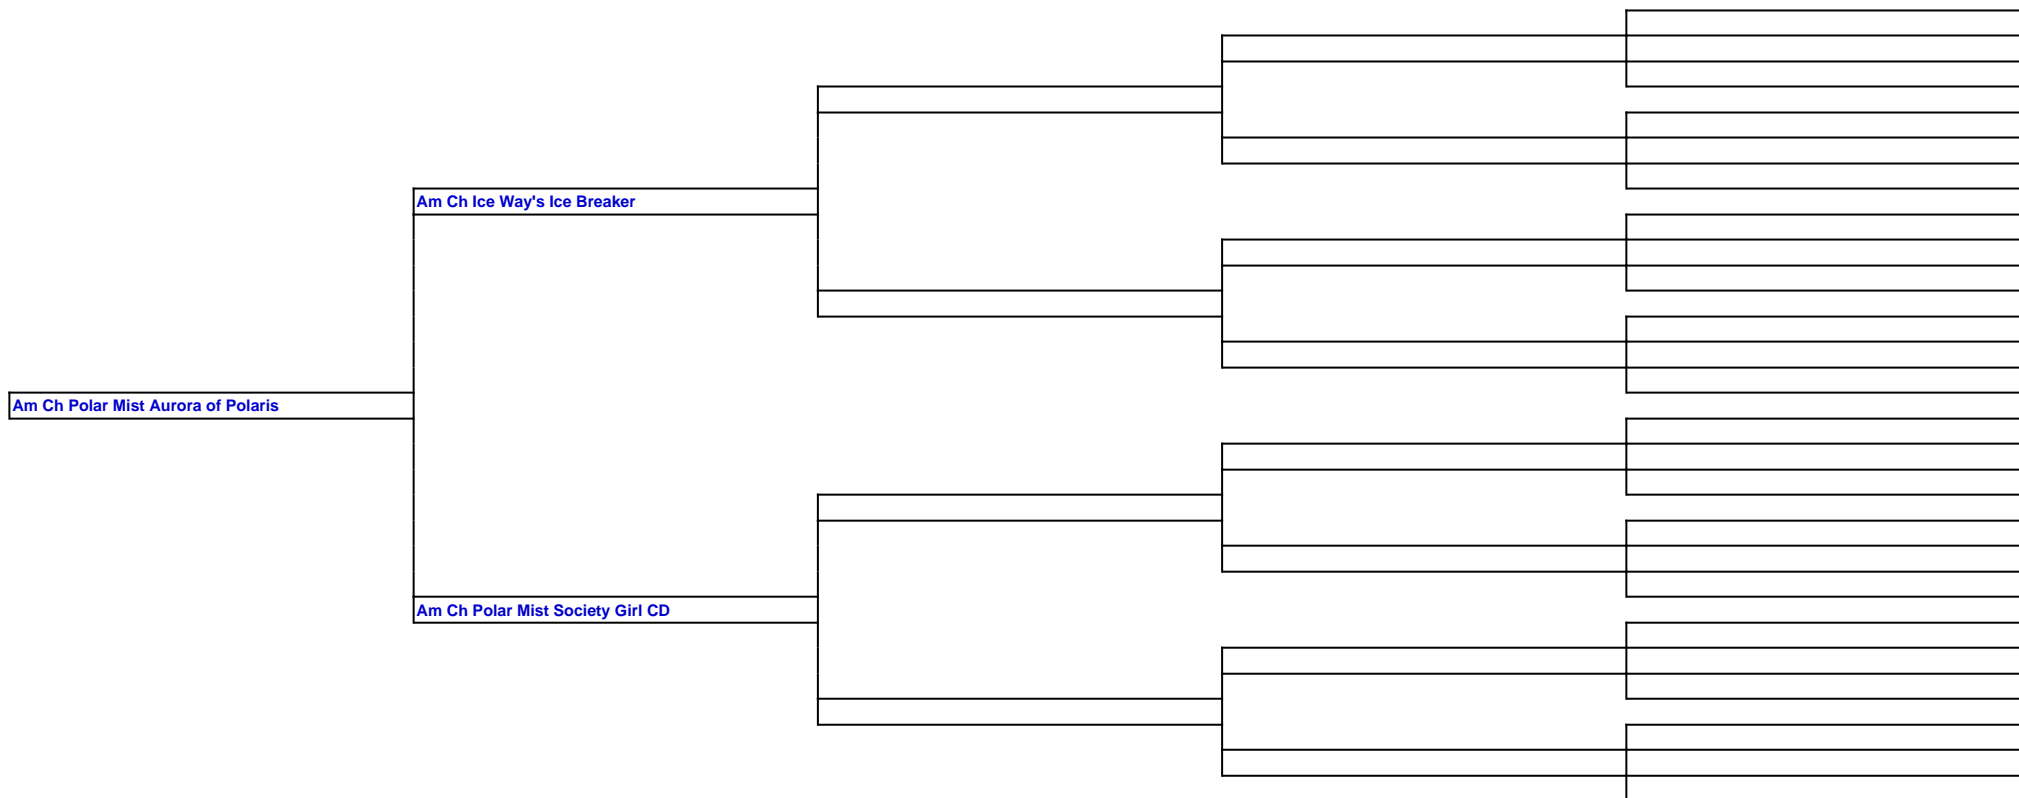 Am Ch Ice Way's Ice Breaker
Am Ch Polar Mist Aurora of Polaris
Am Ch Polar Mist Society Girl CD